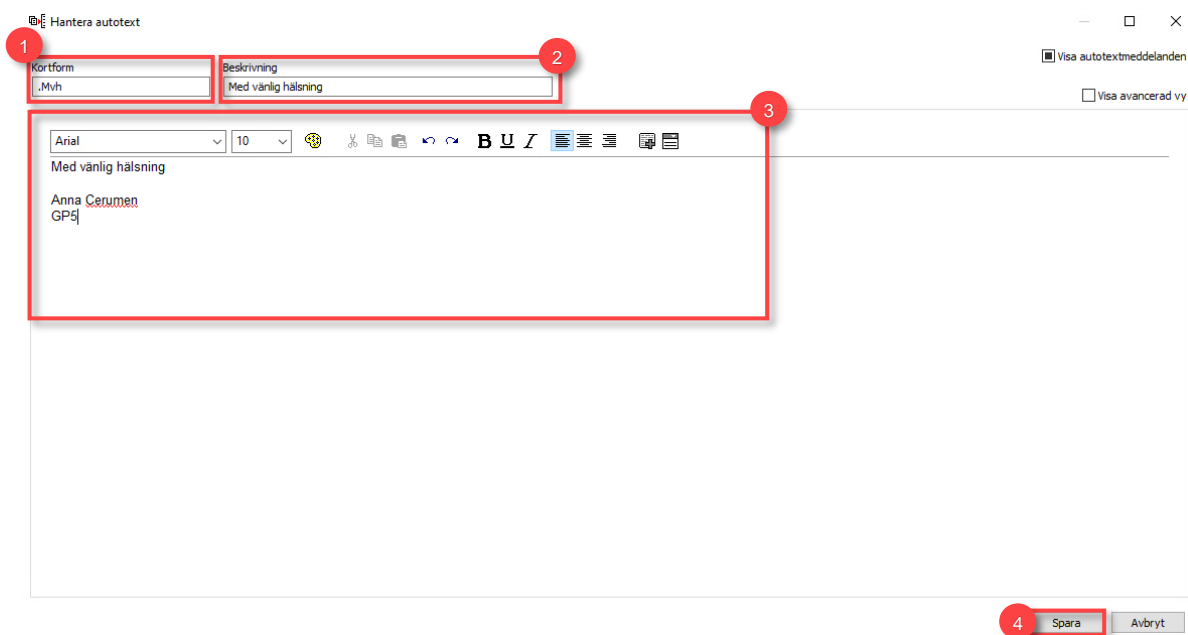 Hantera autotext
1
2
Kortform
Beskrivning
Visa autotextmeddelanden
.Mvh
Med vänlig hälsning
Visa avancerad vy
3
Arial
10
B U I
Med vänlig hälsning
Anna Cerumen
GP5
4
Spara
Avbryt